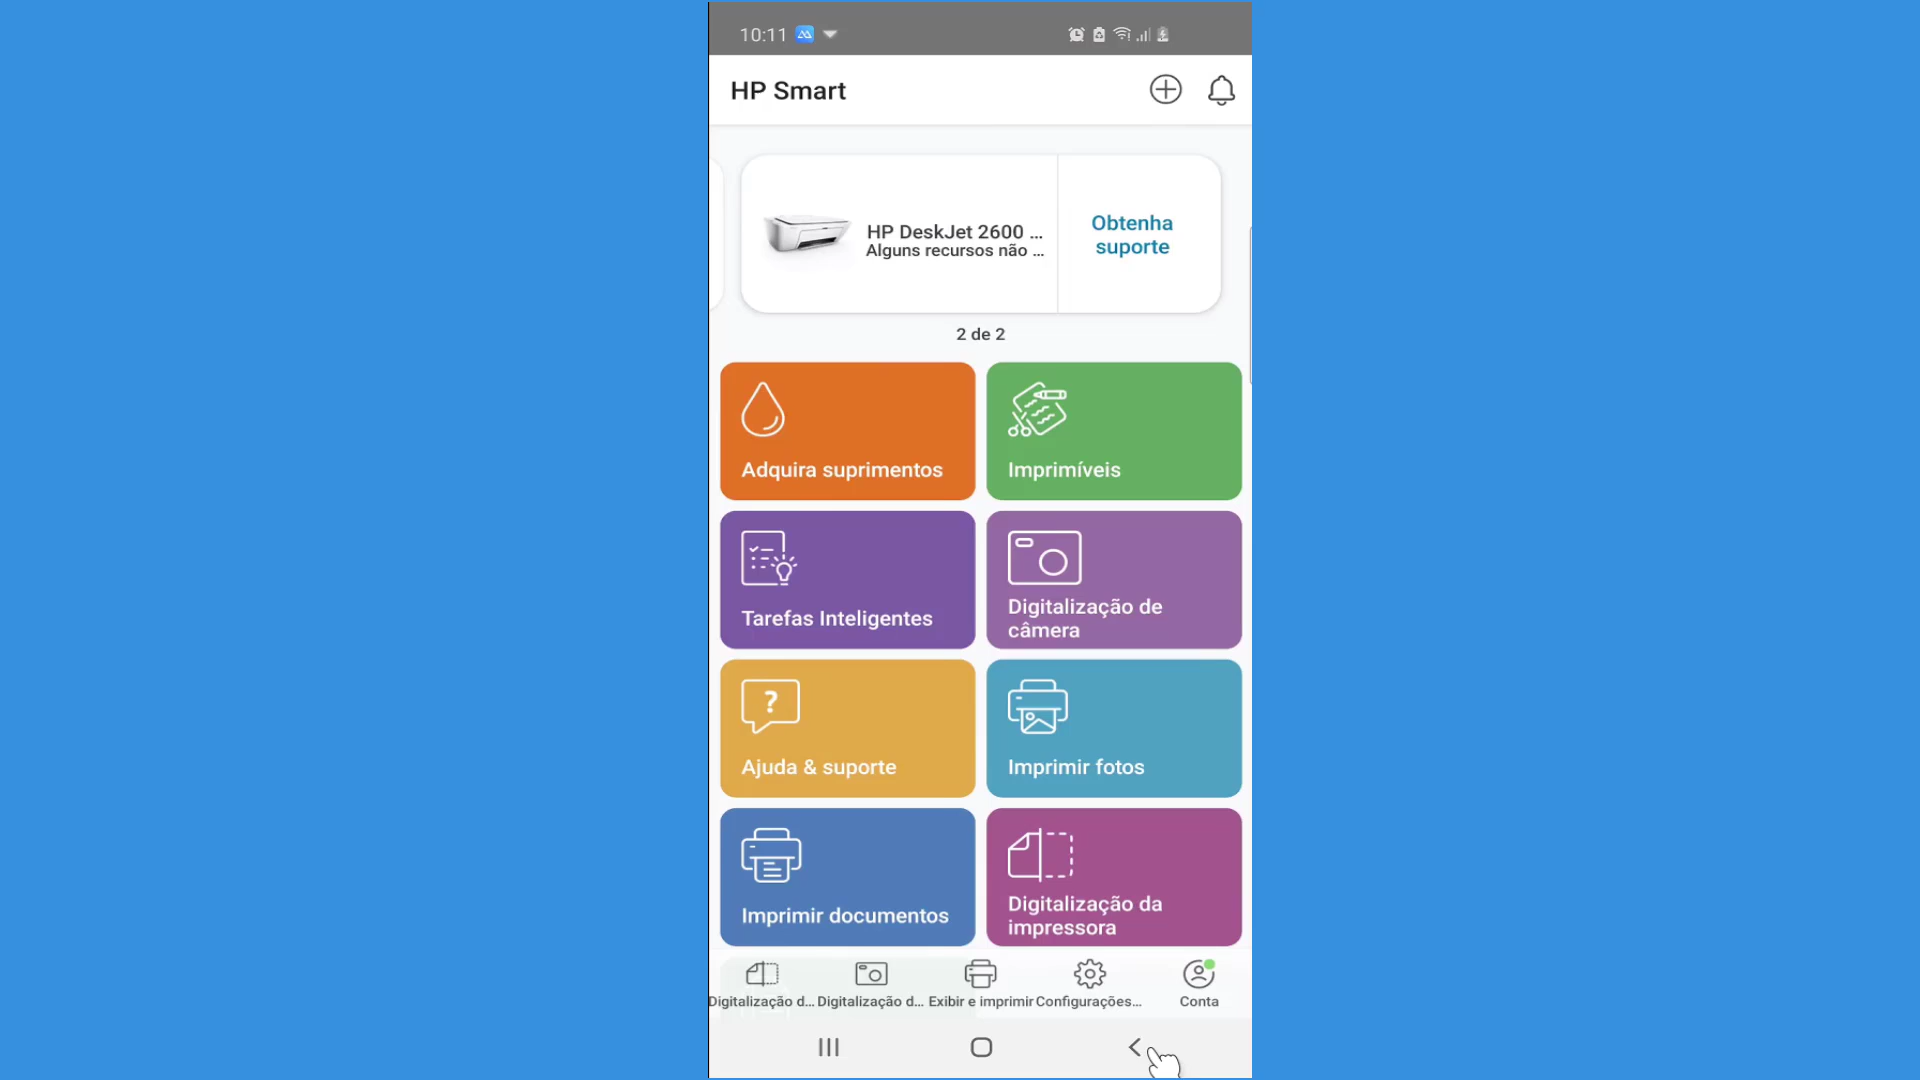 10:11
HP Smart
HP DeskJet 2600 ...
Alguns recursos não ...
Obtenha
suporte
2 de 2
Adquira suprimentos
Imprimíveis
Tarefas Inteligentes
Digitalização de
câmera
?
Ajuda & suporte
Imprimir fotos
Imprimir documentos
Digitalização da
impressora
Digitalização d...
Digitalização d...
Exibir e imprimir
Configurações...
Conta